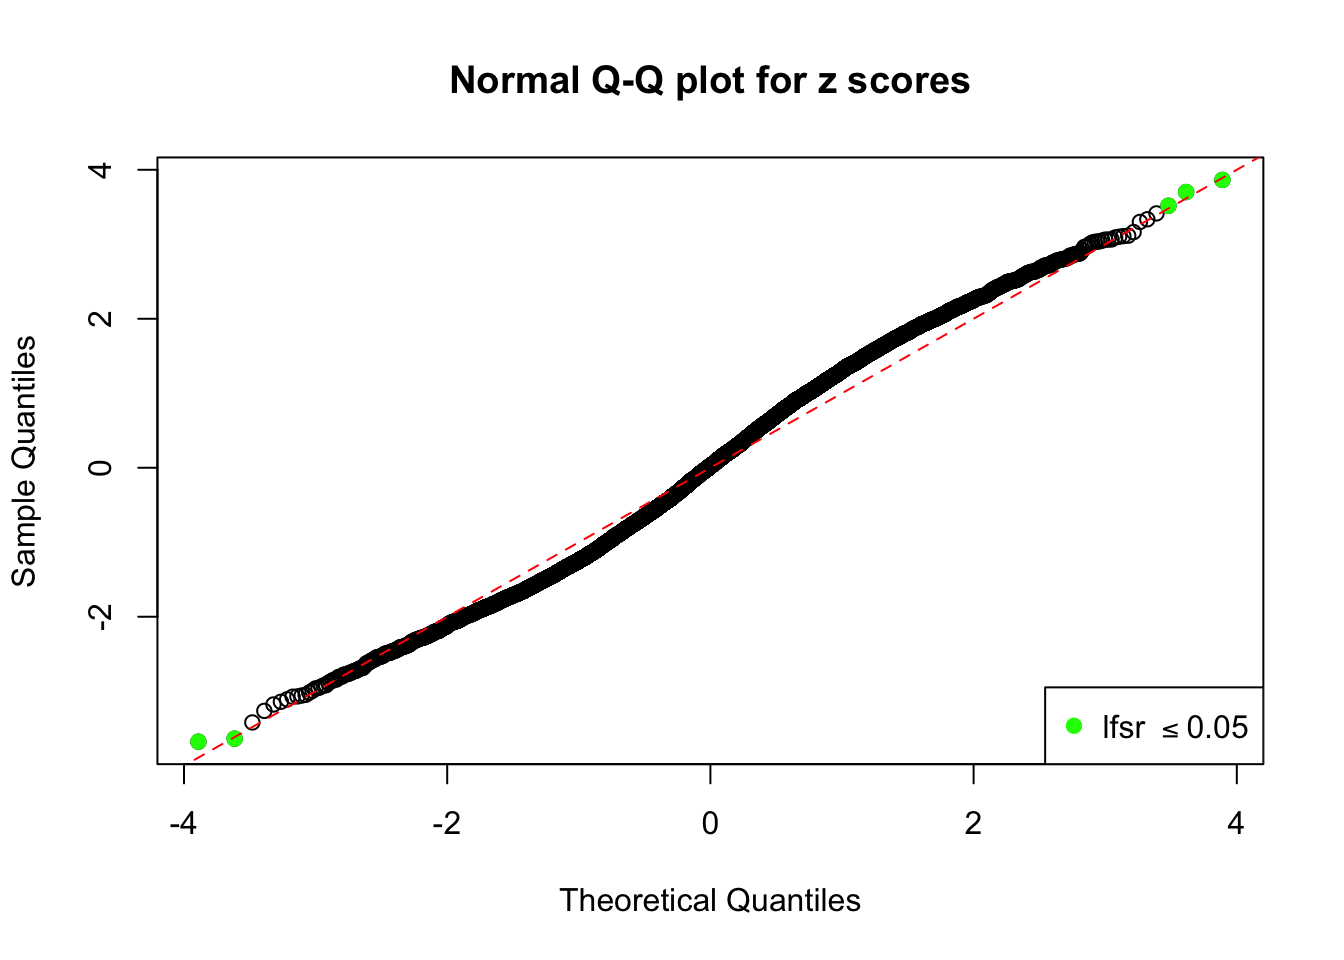 Normal Q-Q plot for z scores
Sample Quantiles
4
2
0
-2
lfsr ≤ 0.05
-4
-2
0
2
4
Theoretical Quantiles